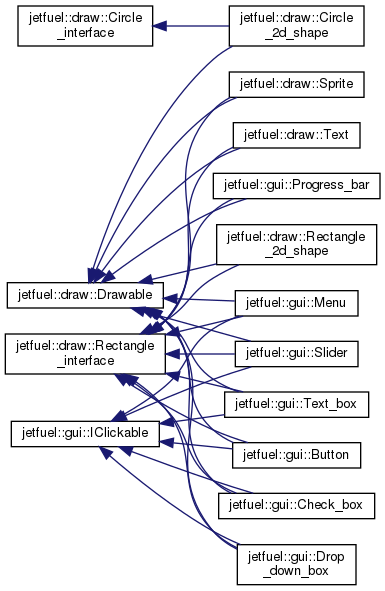 jetfuel::draw::Circle
_interface
jetfuel::draw::Circle
_2d_shape
jetfuel::draw::Sprite
jetfuel::draw::Text
jetfuel::gui::Progress_bar
jetfuel::draw::Rectangle
_2d_shape
jetfuel::draw::Drawable
jetfuel::gui::Menu
jetfuel::draw::Rectangle
_interface
jetfuel::gui::Slider
jetfuel::gui::Text_box
jetfuel::gui::IClickable
jetfuel::gui::Button
jetfuel::gui::Check_box
jetfuel::gui::Drop
_down_box